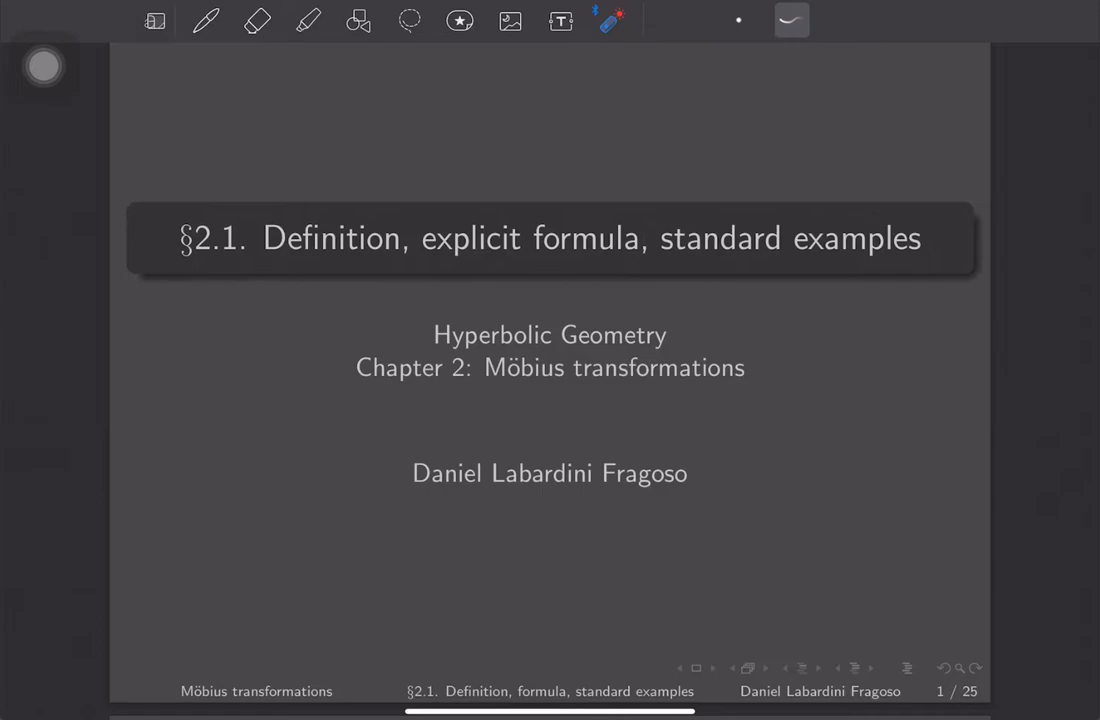 §2.1. Definition, explicit formula, standard examples
Hyperbolic Geometry
Chapter 2: Möbius transformations
Daniel Labardini Fragoso
Möbius transformations §2.1. Definition, formula, standard examples Daniel Labardini Fragoso 1 / 25